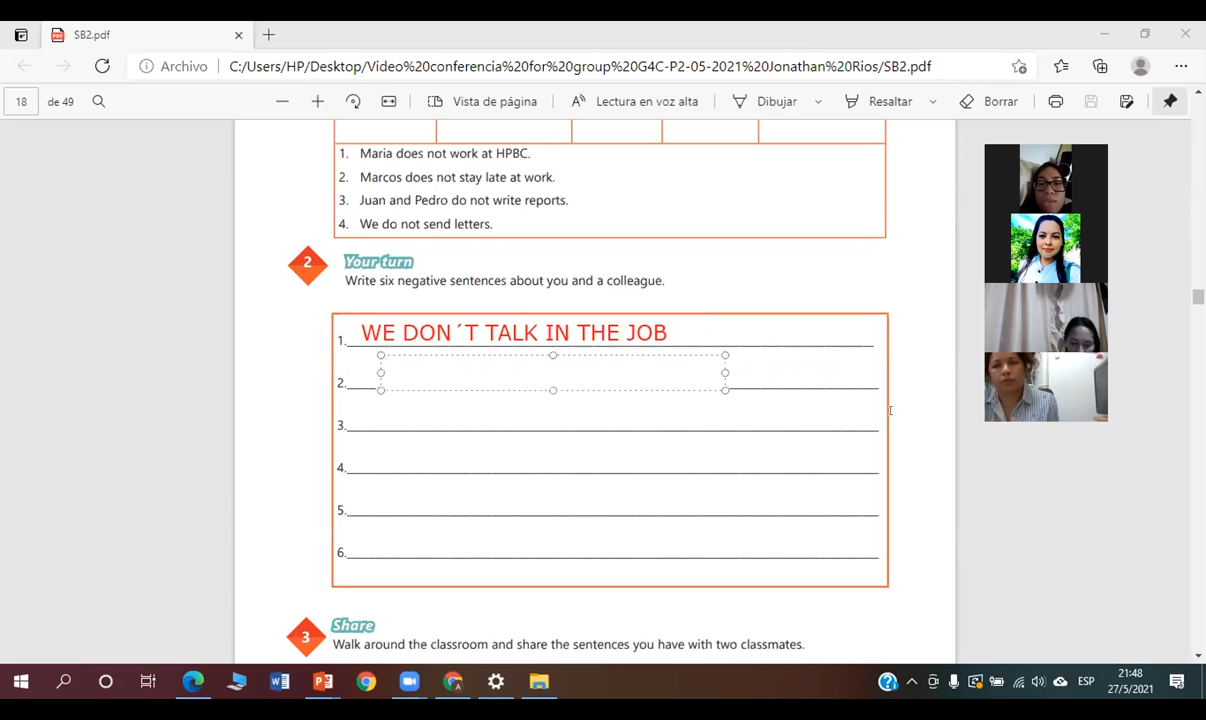 SB2.pdf
Archivo C:/Users/HP/Desktop/Video%20conferencia%20for%20group%20G4C-P2-05-2021%20Jonathan%20Rios/SB2.pdf
18 de 49 Vista de página Lectura en voz alta Dibujar Resaltar Borrar
1. Maria does not work at HPBC.
2. Marcos does not stay late at work.
3. Juan and Pedro do not write reports.
4. We do not send letters.
2 Your turn
Write six negative sentences about you and a colleague.
1. WE DON´T TALK IN THE JOB
2.
3.
4.
5.
6.
3 Share
Walk around the classroom and share the sentences you have with two classmates.
ESP 21:48
27/5/2021